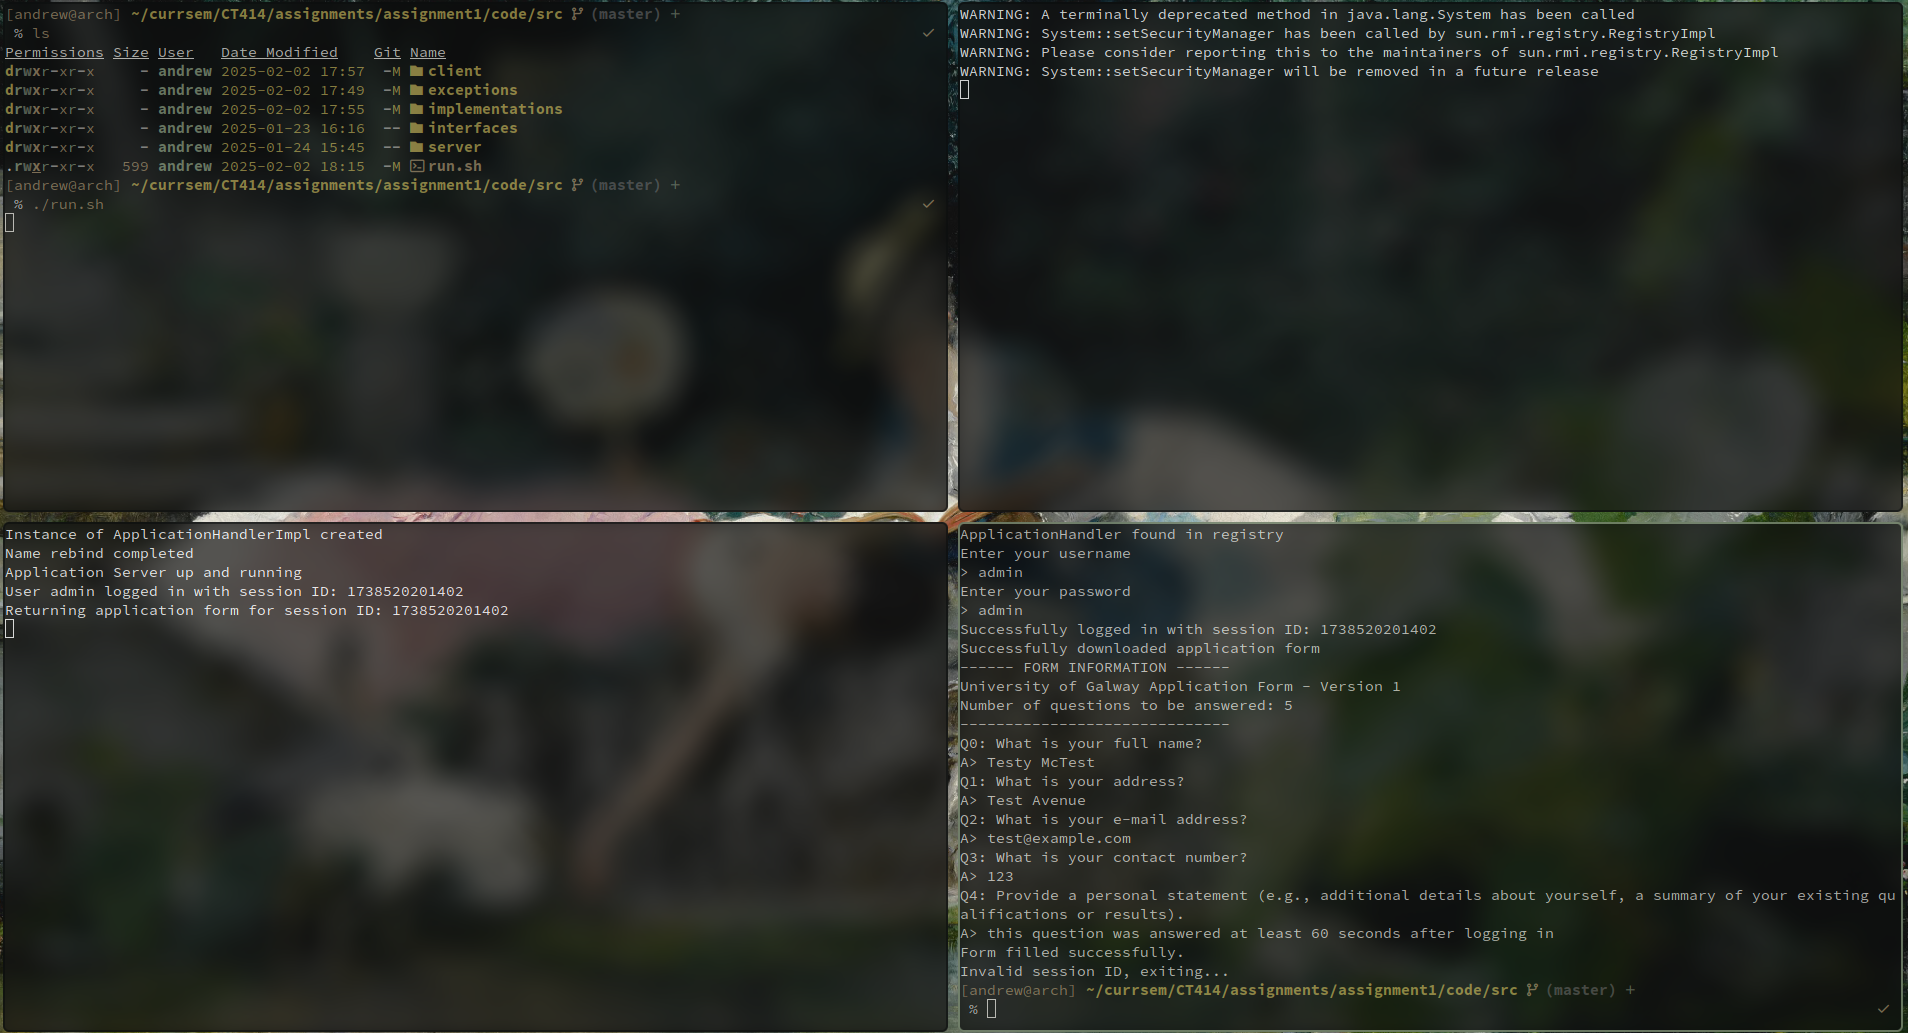 [andrew@arch] ~/currsem/CT414/assignments/assignment1/code/src (master) +
% ls ✓
Permissions Size User Date Modified Git Name
drwxr-xr-x - andrew 2025-02-02 17:57 -M client
drwxr-xr-x - andrew 2025-02-02 17:49 -M exceptions
drwxr-xr-x - andrew 2025-02-02 17:55 -M implementations
drwxr-xr-x - andrew 2025-01-23 16:16 -- interfaces
drwxr-xr-x - andrew 2025-01-24 15:45 -- server
.rwxr-xr-x 599 andrew 2025-02-02 18:15 -M run.sh
[andrew@arch] ~/currsem/CT414/assignments/assignment1/code/src (master) +
% ./run.sh ✓
WARNING: A terminally deprecated method in java.lang.System has been called
WARNING: System::setSecurityManager has been called by sun.rmi.registry.RegistryImpl
WARNING: Please consider reporting this to the maintainers of sun.rmi.registry.RegistryImpl
WARNING: System::setSecurityManager will be removed in a future release
Instance of ApplicationHandlerImpl created
Name rebind completed
Application Server up and running
User admin logged in with session ID: 1738520201402
Returning application form for session ID: 1738520201402
ApplicationHandler found in registry
Enter your username
> admin
Enter your password
> admin
Successfully logged in with session ID: 1738520201402
Successfully downloaded application form
------ FORM INFORMATION ------
University of Galway Application Form - Version 1
Number of questions to be answered: 5
------------------------------
Q0: What is your full name?
A> Testy McTest
Q1: What is your address?
A> Test Avenue
Q2: What is your e-mail address?
A> test@example.com
Q3: What is your contact number?
A> 123
Q4: Provide a personal statement (e.g., additional details about yourself, a summary of your existing qu
alifications or results).
A> this question was answered at least 60 seconds after logging in
Form filled successfully.
Invalid session ID, exiting...
[andrew@arch] ~/currsem/CT414/assignments/assignment1/code/src (master) +
% ✓